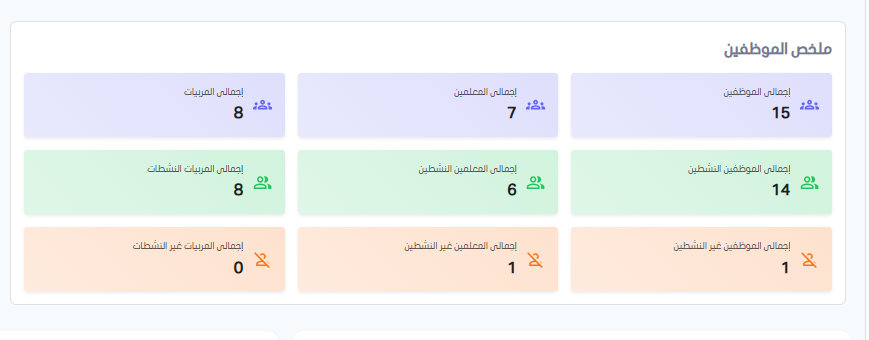 ملخص الموظفين
إجمالي الموظفين
15
إجمالي المعلمين
7
إجمالي المربيات
8
إجمالي الموظفين النشطين
14
إجمالي المعلمين النشطين
6
إجمالي المربيات النشطات
8
إجمالي الموظفين غير النشطين
1
إجمالي المعلمين غير النشطين
1
إجمالي المربيات غير النشطات
0